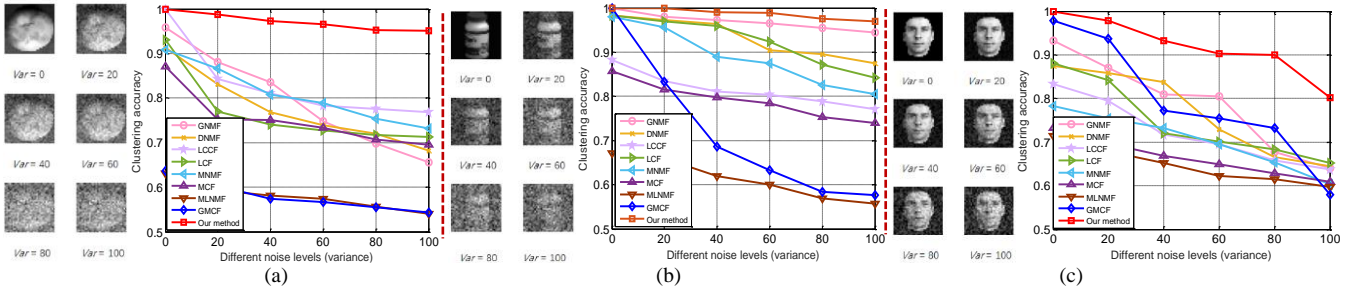 Var = 0
Var = 20
Var = 40
Var = 60
Var = 80
Var = 100
Clustering accuracy
1
0.9
0.8
0.7
0.6
0.5
GNMF
DNMF
LCCF
LCF
MNMF
MCF
MLNMF
GMCF
Our method
0 20 40 60 80 100
Different noise levels (variance)
(a)
Var = 0
Var = 20
Var = 40
Var = 60
Var = 80
Var = 100
Clustering accuracy
1
0.9
0.8
0.7
0.6
0.5
GNMF
DNMF
LCCF
LCF
MNMF
MCF
MLNMF
GMCF
Our method
0 20 40 60 80 100
Different noise levels (variance)
(b)
Var = 0
Var = 20
Var = 40
Var = 60
Var = 80
Var = 100
Clustering accuracy
1
0.9
0.8
0.7
0.6
0.5
GNMF
DNMF
LCCF
LCF
MNMF
MCF
MLNMF
GMCF
Our method
0 20 40 60 80 100
Different noise levels (variance)
(c)